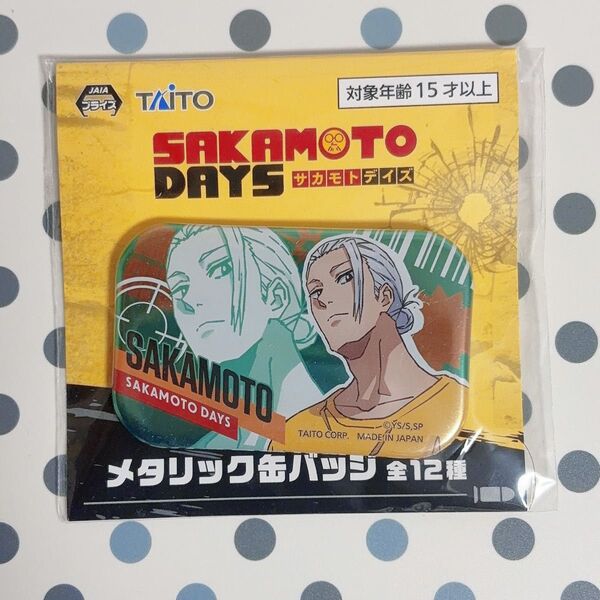 JAIA
プライズ
TAITO
対象年齢15才以上
SAKAMOTO
DAYS サカモトデイズ
SAKAMOTO
SAKAMOTO DAYS
©YS/S,SP
TAITO CORP. MADE IN JAPAN
メタリック缶バッジ 全12種